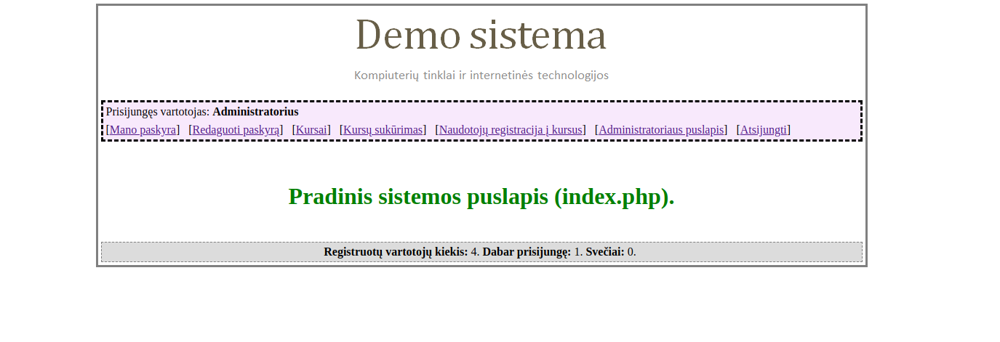 Demo sistema
Kompiuterių tinklai ir internetinės technologijos
Prisijungęs vartotojas: Administratorius
[Mano paskyra] [Redaguoti paskyrą] [Kursai] [Kursų sukūrimas] [Naudotojų registracija į kursus] [Administratoriaus puslapis] [Atsijungti]
Pradinis sistemos puslapis (index.php).
Registruotų vartotojų kiekis: 4. Dabar prisijungę: 1. Svečiai: 0.